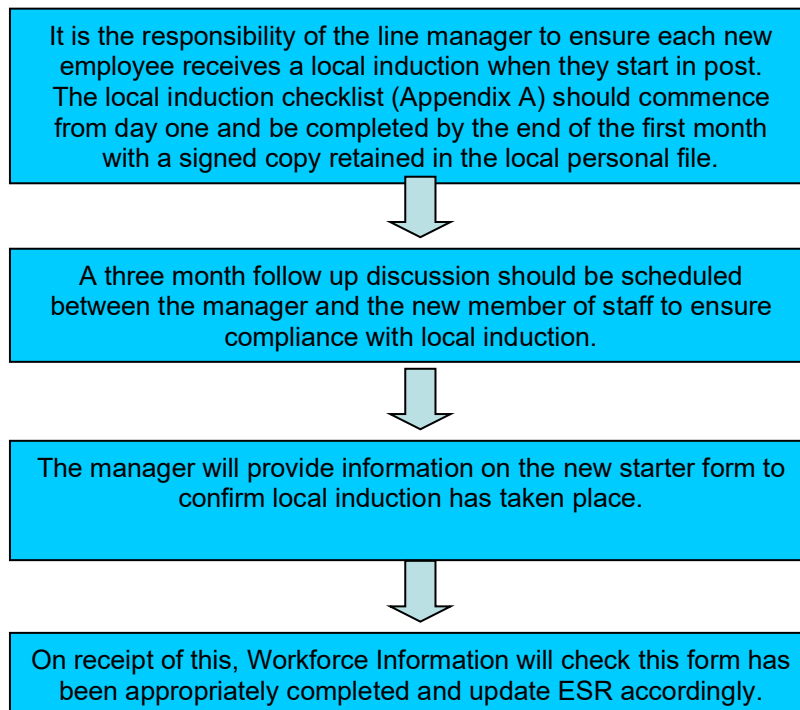 It is the responsibility of the line manager to ensure each new
employee receives a local induction when they start in post.
The local induction checklist (Appendix A) should commence
from day one and be completed by the end of the first month
with a signed copy retained in the local personal file.
A three month follow up discussion should be scheduled
between the manager and the new member of staff to ensure
compliance with local induction.
The manager will provide information on the new starter form to
confirm local induction has taken place.
On receipt of this, Workforce Information will check this form has
been appropriately completed and update ESR accordingly.